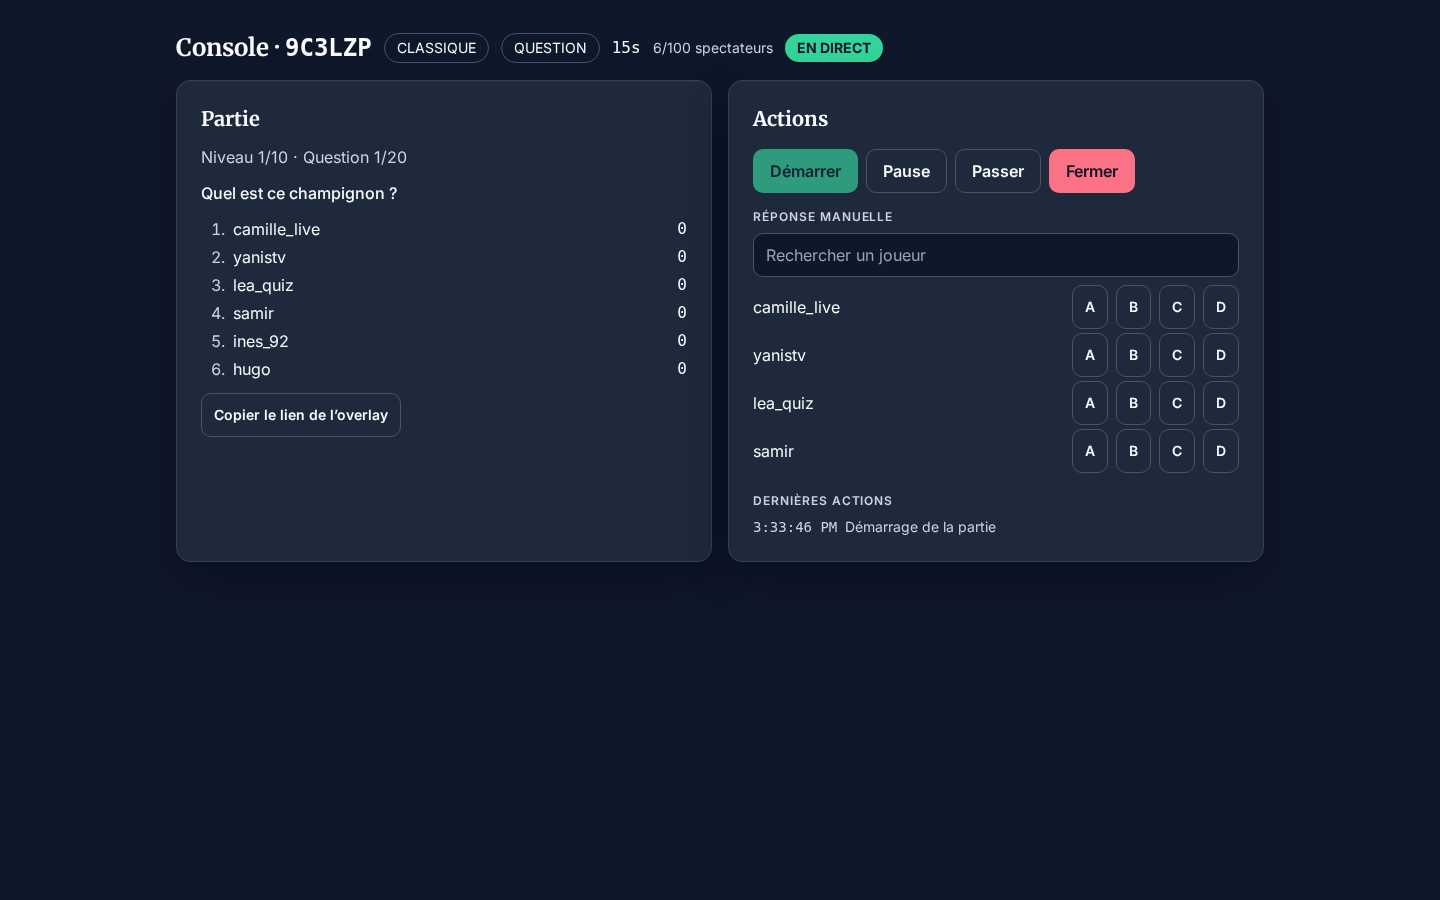 Console · 9C3LZP CLASSIQUE QUESTION 15s 6/100 spectateurs EN DIRECT
Partie
Niveau 1/10 · Question 1/20
Quel est ce champignon ?
1. camille_live 0
2. yanistv 0
3. lea_quiz 0
4. samir 0
5. ines_92 0
6. hugo 0
Copier le lien de l’overlay
Actions
Démarrer Pause Passer Fermer
RÉPONSE MANUELLE
Rechercher un joueur
camille_live A B C D
yanistv A B C D
lea_quiz A B C D
samir A B C D
DERNIÈRES ACTIONS
3:33:46 PM Démarrage de la partie